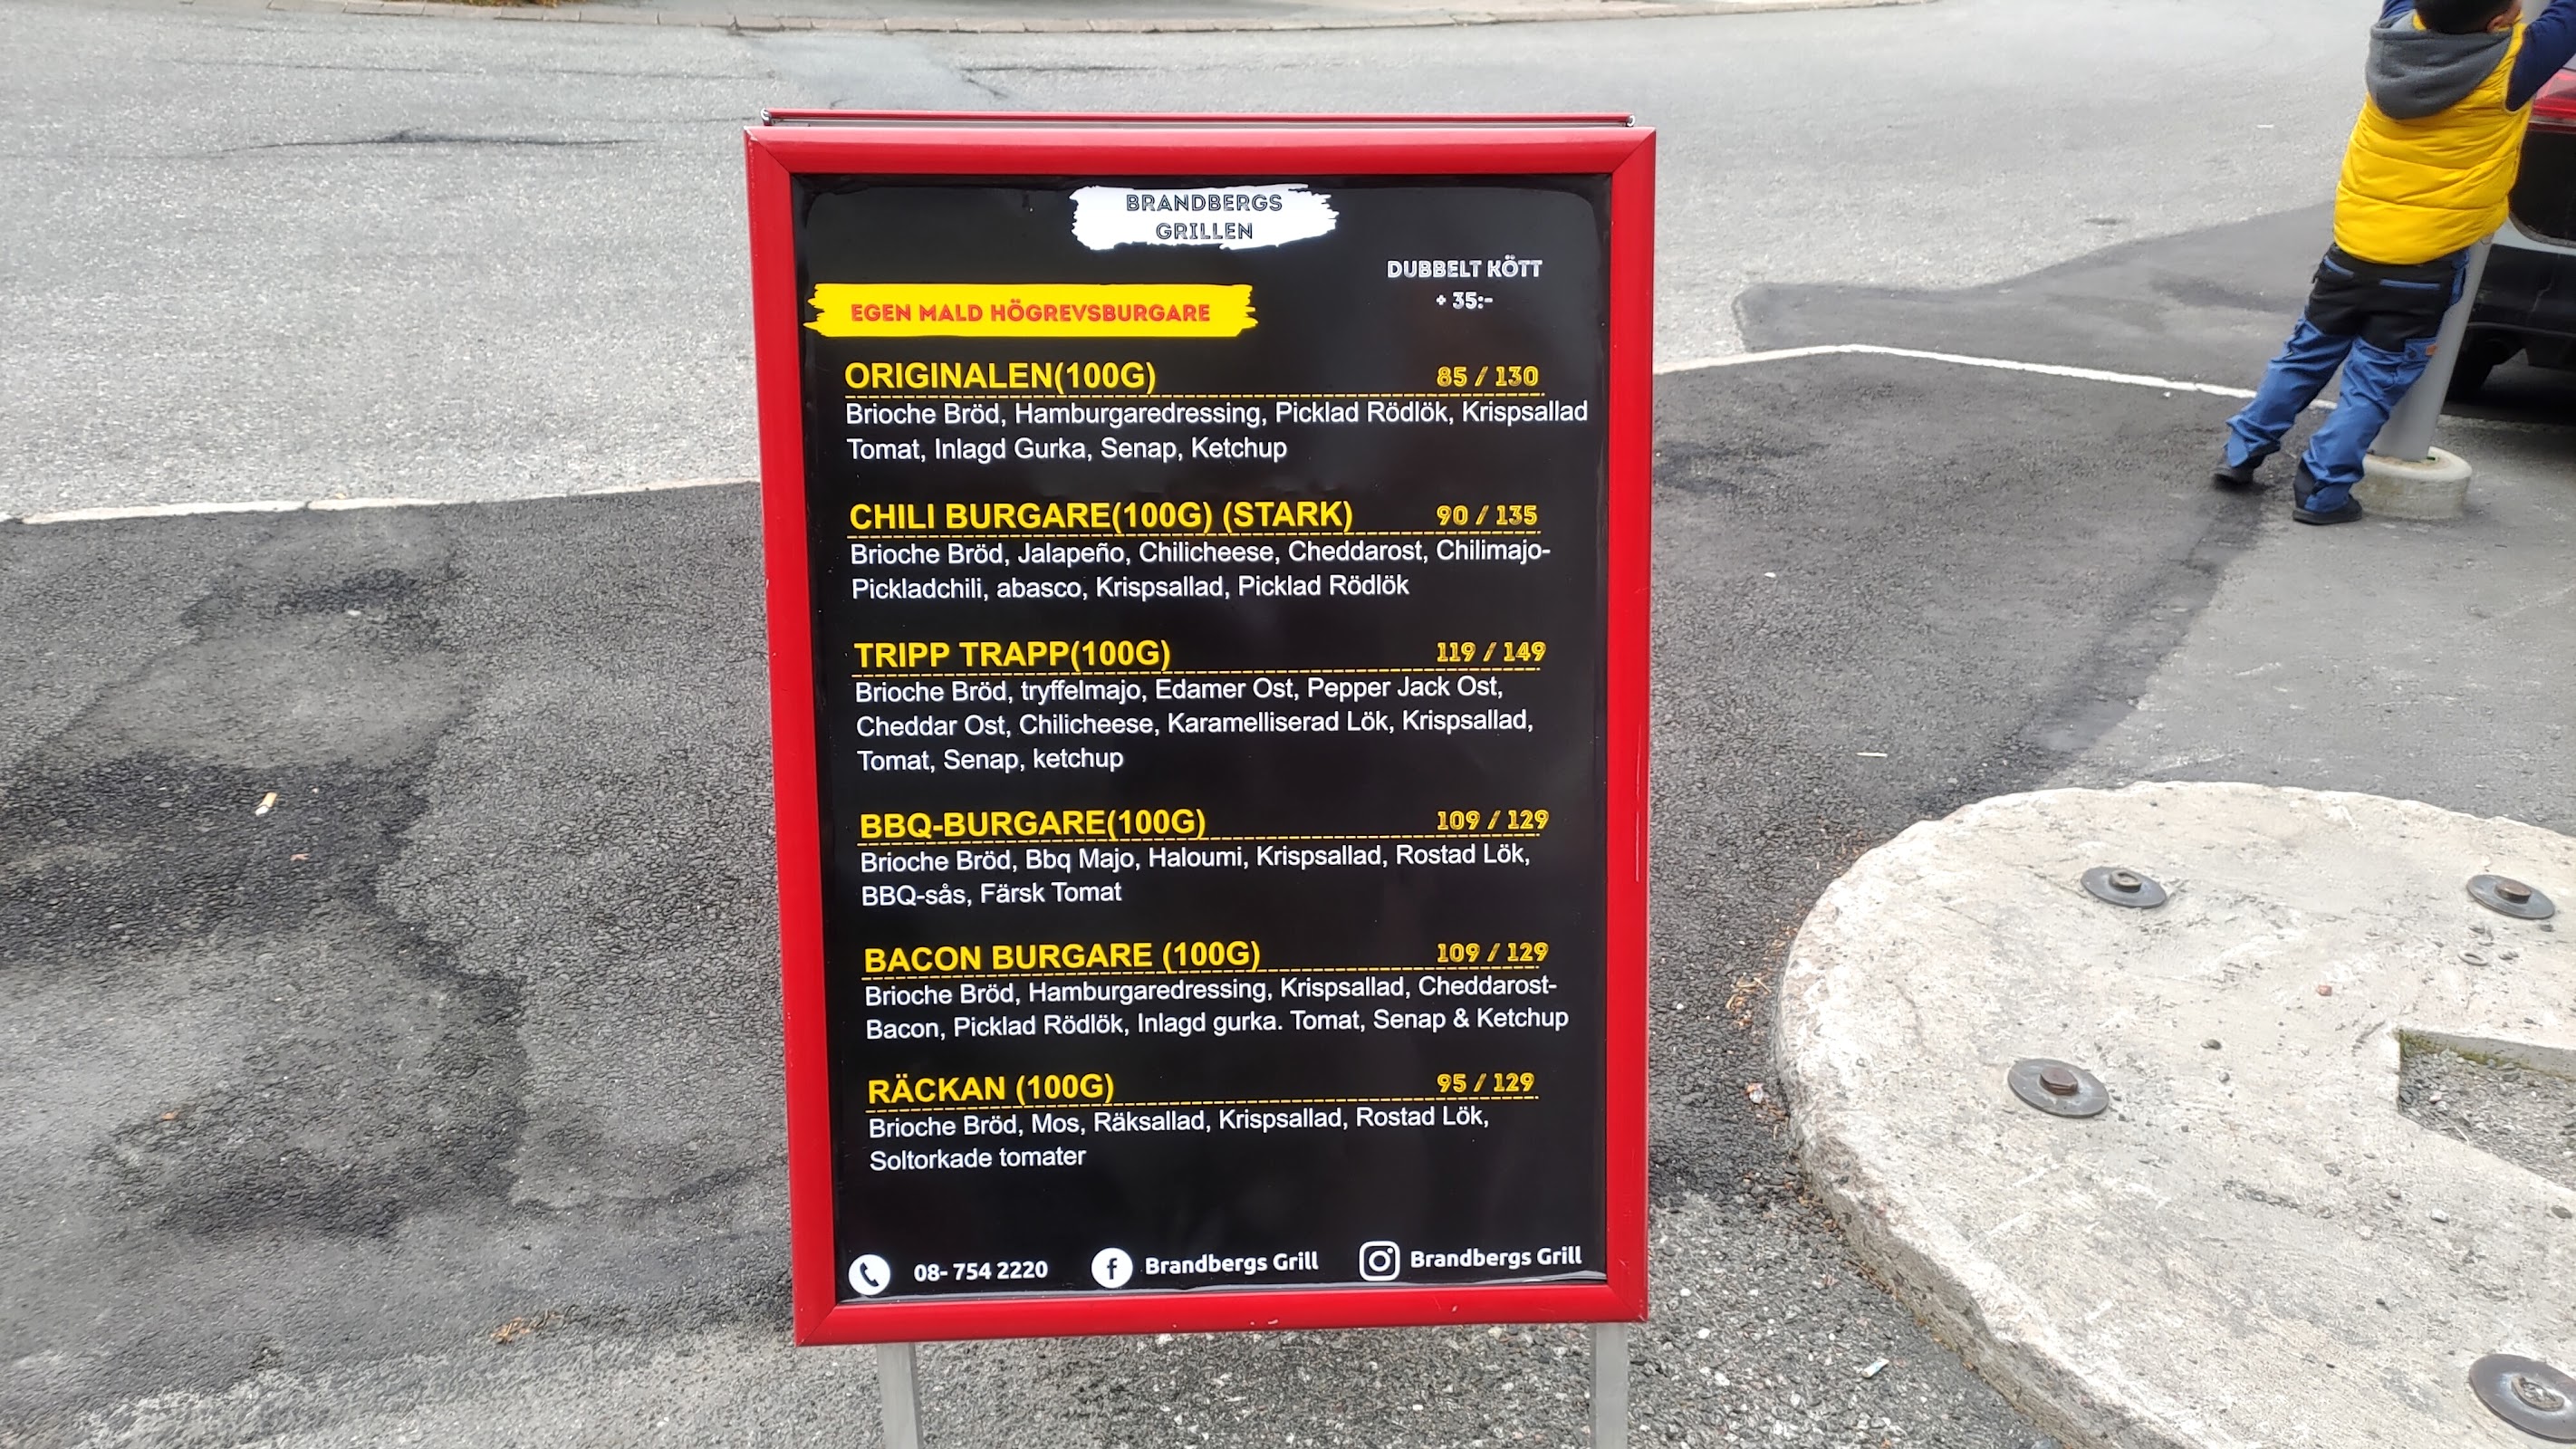 BRANDBERGS
GRILLEN
DUBBELT KÖTT
+ 35:-
EGEN MALD HÖGREVSBURGARE
ORIGINALEN(100G) 85 / 130
Brioche Bröd, Hamburgaredressing, Picklad Rödlök, Krispsallad
Tomat, Inlagd Gurka, Senap, Ketchup
CHILI BURGARE(100G) (STARK) 90 / 135
Brioche Bröd, Jalapeño, Chilicheese, Cheddarost, Chilimajo-
Pickladchili, abasco, Krispsallad, Picklad Rödlök
TRIPP TRAPP(100G) 119 / 149
Brioche Bröd, tryffelmajo, Edamer Ost, Pepper Jack Ost,
Cheddar Ost, Chilicheese, Karamelliserad Lök, Krispsallad,
Tomat, Senap, ketchup
BBQ-BURGARE(100G) 109 / 129
Brioche Bröd, Bbq Majo, Haloumi, Krispsallad, Rostad Lök,
BBQ-sås, Färsk Tomat
BACON BURGARE (100G) 109 / 129
Brioche Bröd, Hamburgaredressing, Krispsallad, Cheddarost-
Bacon, Picklad Rödlök, Inlagd gurka. Tomat, Senap & Ketchup
RÄCKAN (100G) 95 / 129
Brioche Bröd, Mos, Räksallad, Krispsallad, Rostad Lök,
Soltorkade tomater
08- 754 2220 Brandbergs Grill Brandbergs Grill